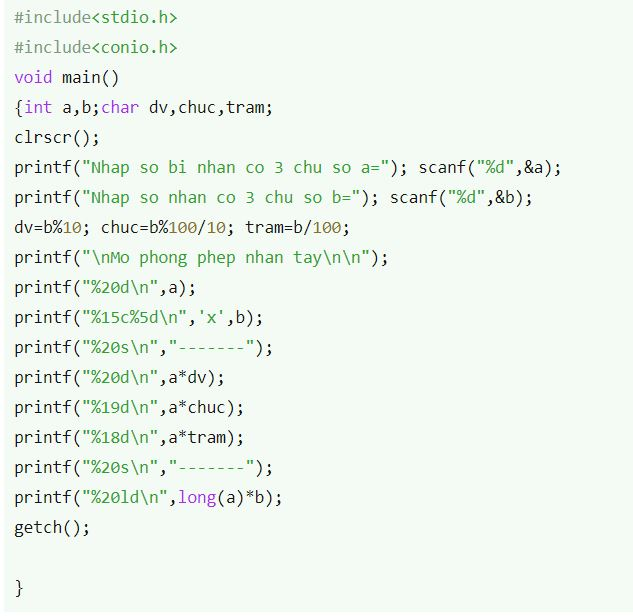 #include<stdio.h>
#include<conio.h>
void main()
{int a,b;char dv,chuc,tram;
clrscr();
printf("Nhap so bi nhan co 3 chu so a="); scanf("%d",&a);
printf("Nhap so nhan co 3 chu so b="); scanf("%d",&b);
dv=b%10; chuc=b%100/10; tram=b/100;
printf("\nMo phong phep nhan tay\n\n");
printf("%20d\n",a);
printf("%15c%5d\n",'x',b);
printf("%20s\n","-------");
printf("%20d\n",a*dv);
printf("%19d\n",a*chuc);
printf("%18d\n",a*tram);
printf("%20s\n","-------");
printf("%20ld\n",long(a)*b);
getch();
}